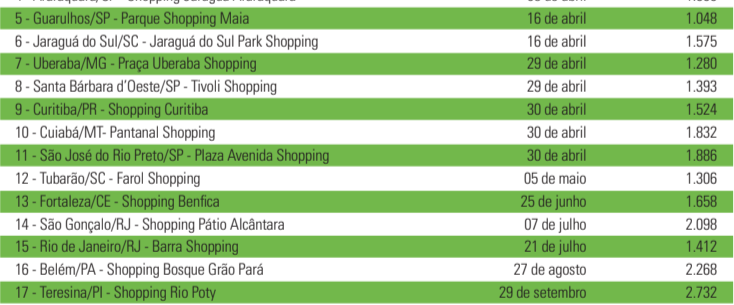 5 - Guarulhos/SP - Parque Shopping Maia 16 de abril 1.048
6 - Jaraguá do Sul/SC - Jaraguá do Sul Park Shopping 16 de abril 1.575
7 - Uberaba/MG - Praça Uberaba Shopping 29 de abril 1.280
8 - Santa Bárbara d’Oeste/SP - Tivoli Shopping 29 de abril 1.393
9 - Curitiba/PR - Shopping Curitiba 30 de abril 1.524
10 - Cuiabá/MT- Pantanal Shopping 30 de abril 1.832
11 - São José do Rio Preto/SP - Plaza Avenida Shopping 30 de abril 1.886
12 - Tubarão/SC - Farol Shopping 05 de maio 1.306
13 - Fortaleza/CE - Shopping Benfica 25 de junho 1.658
14 - São Gonçalo/RJ - Shopping Pátio Alcântara 07 de julho 2.098
15 - Rio de Janeiro/RJ - Barra Shopping 21 de julho 1.412
16 - Belém/PA - Shopping Bosque Grão Pará 27 de agosto 2.268
17 - Teresina/PI - Shopping Rio Poty 29 de setembro 2.732